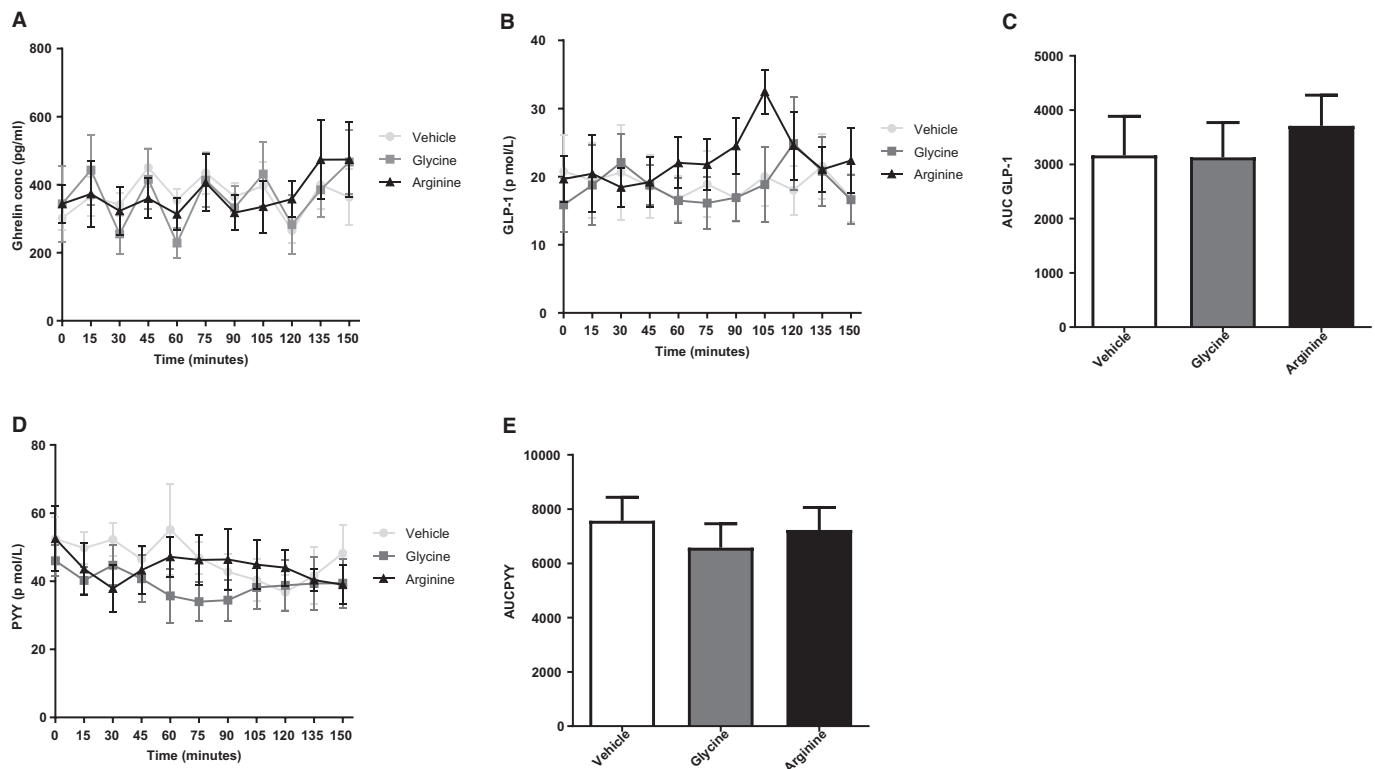 A
Ghrelin conc (pg/ml)
800
600
400
200
0
0 15 30 45 60 75 90 105 120 135 150
Time (minutes)
Vehicle
Glycine
Arginine
B
GLP-1 (p mol/L)
40
30
20
10
0
0 15 30 45 60 75 90 105 120 135 150
Time (minutes)
Vehicle
Glycine
Arginine
C
AUC GLP-1
5000
4000
3000
2000
1000
0
Vehicle
Glycine
Arginine
D
PYY (p mol/L)
80
60
40
20
0
0 15 30 45 60 75 90 105 120 135 150
Time (minutes)
Vehicle
Glycine
Arginine
E
AUCPYY
10000
8000
6000
4000
2000
0
Vehicle
Glycine
Arginine